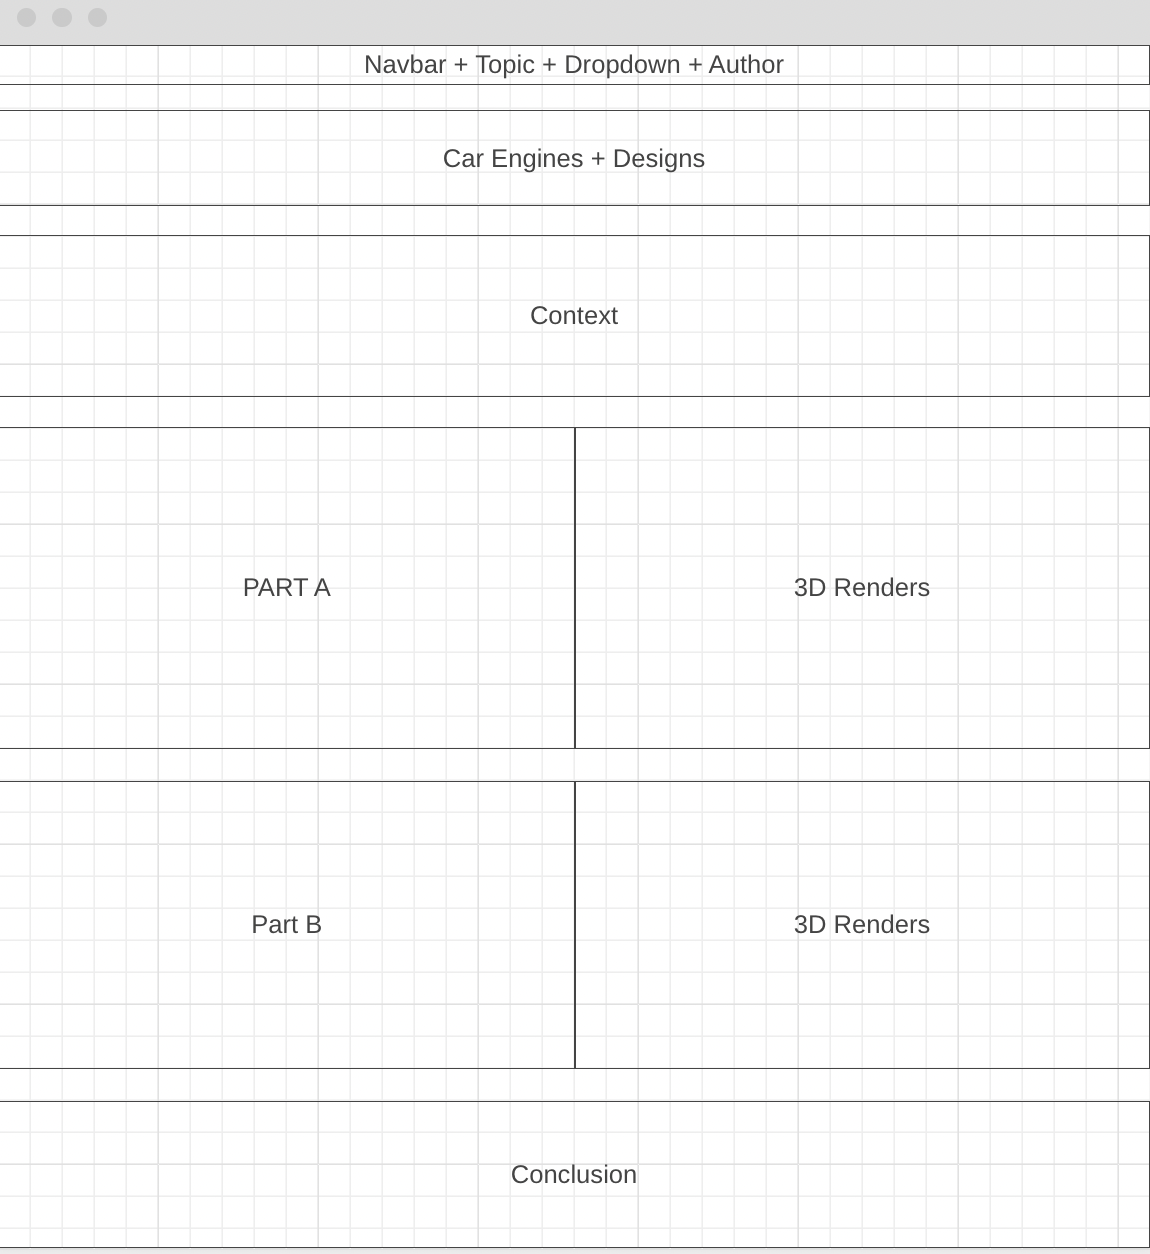 Navbar + Topic + Dropdown + Author
Car Engines + Designs
Context
PART A
3D Renders
Part B
3D Renders
Conclusion